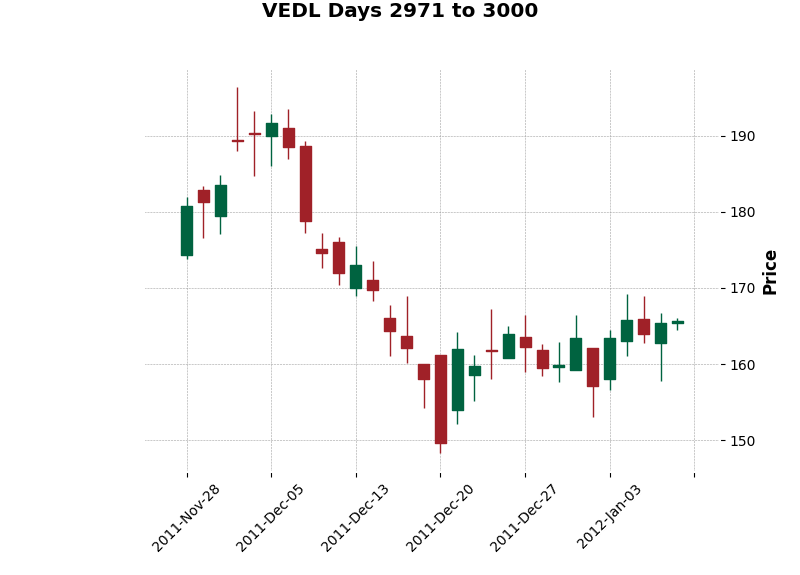 VEDL Days 2971 to 3000
190
180
170
160
150
Price
2011-Nov-28
2011-Dec-05
2011-Dec-13
2011-Dec-20
2011-Dec-27
2012-Jan-03